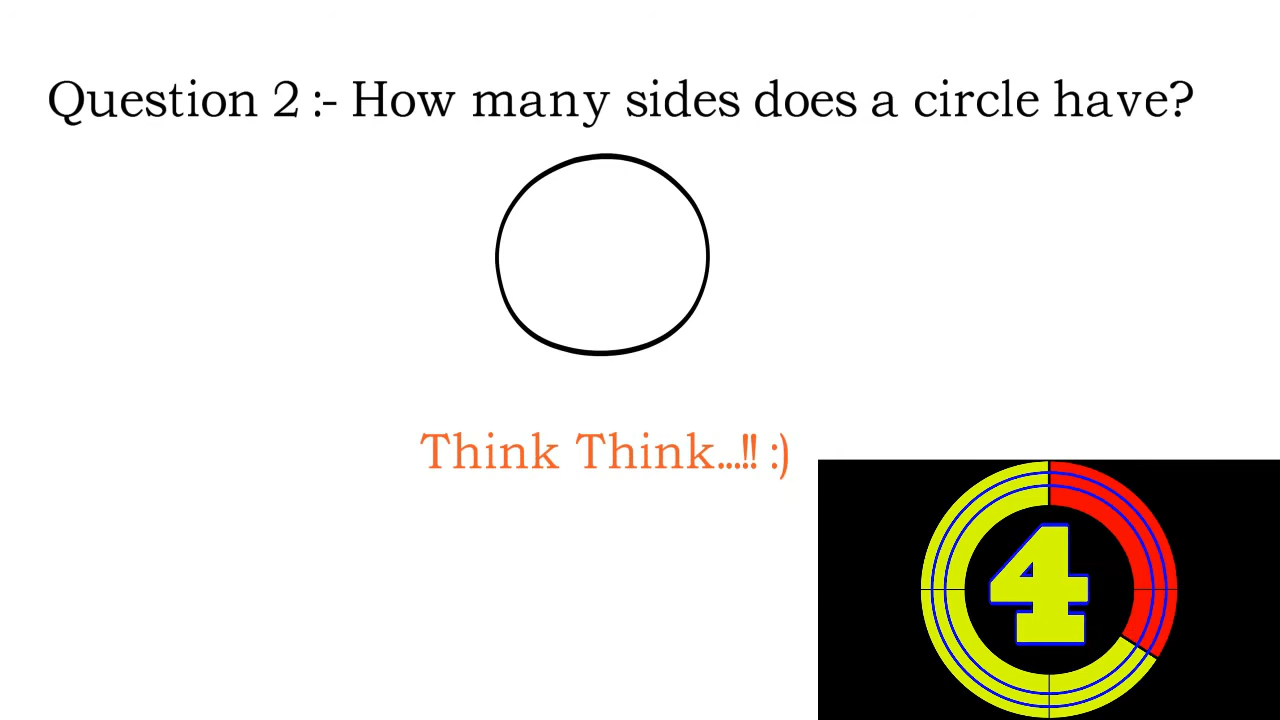 Question 2 :- How many sides does a circle have?
Think Think...!! :)
4